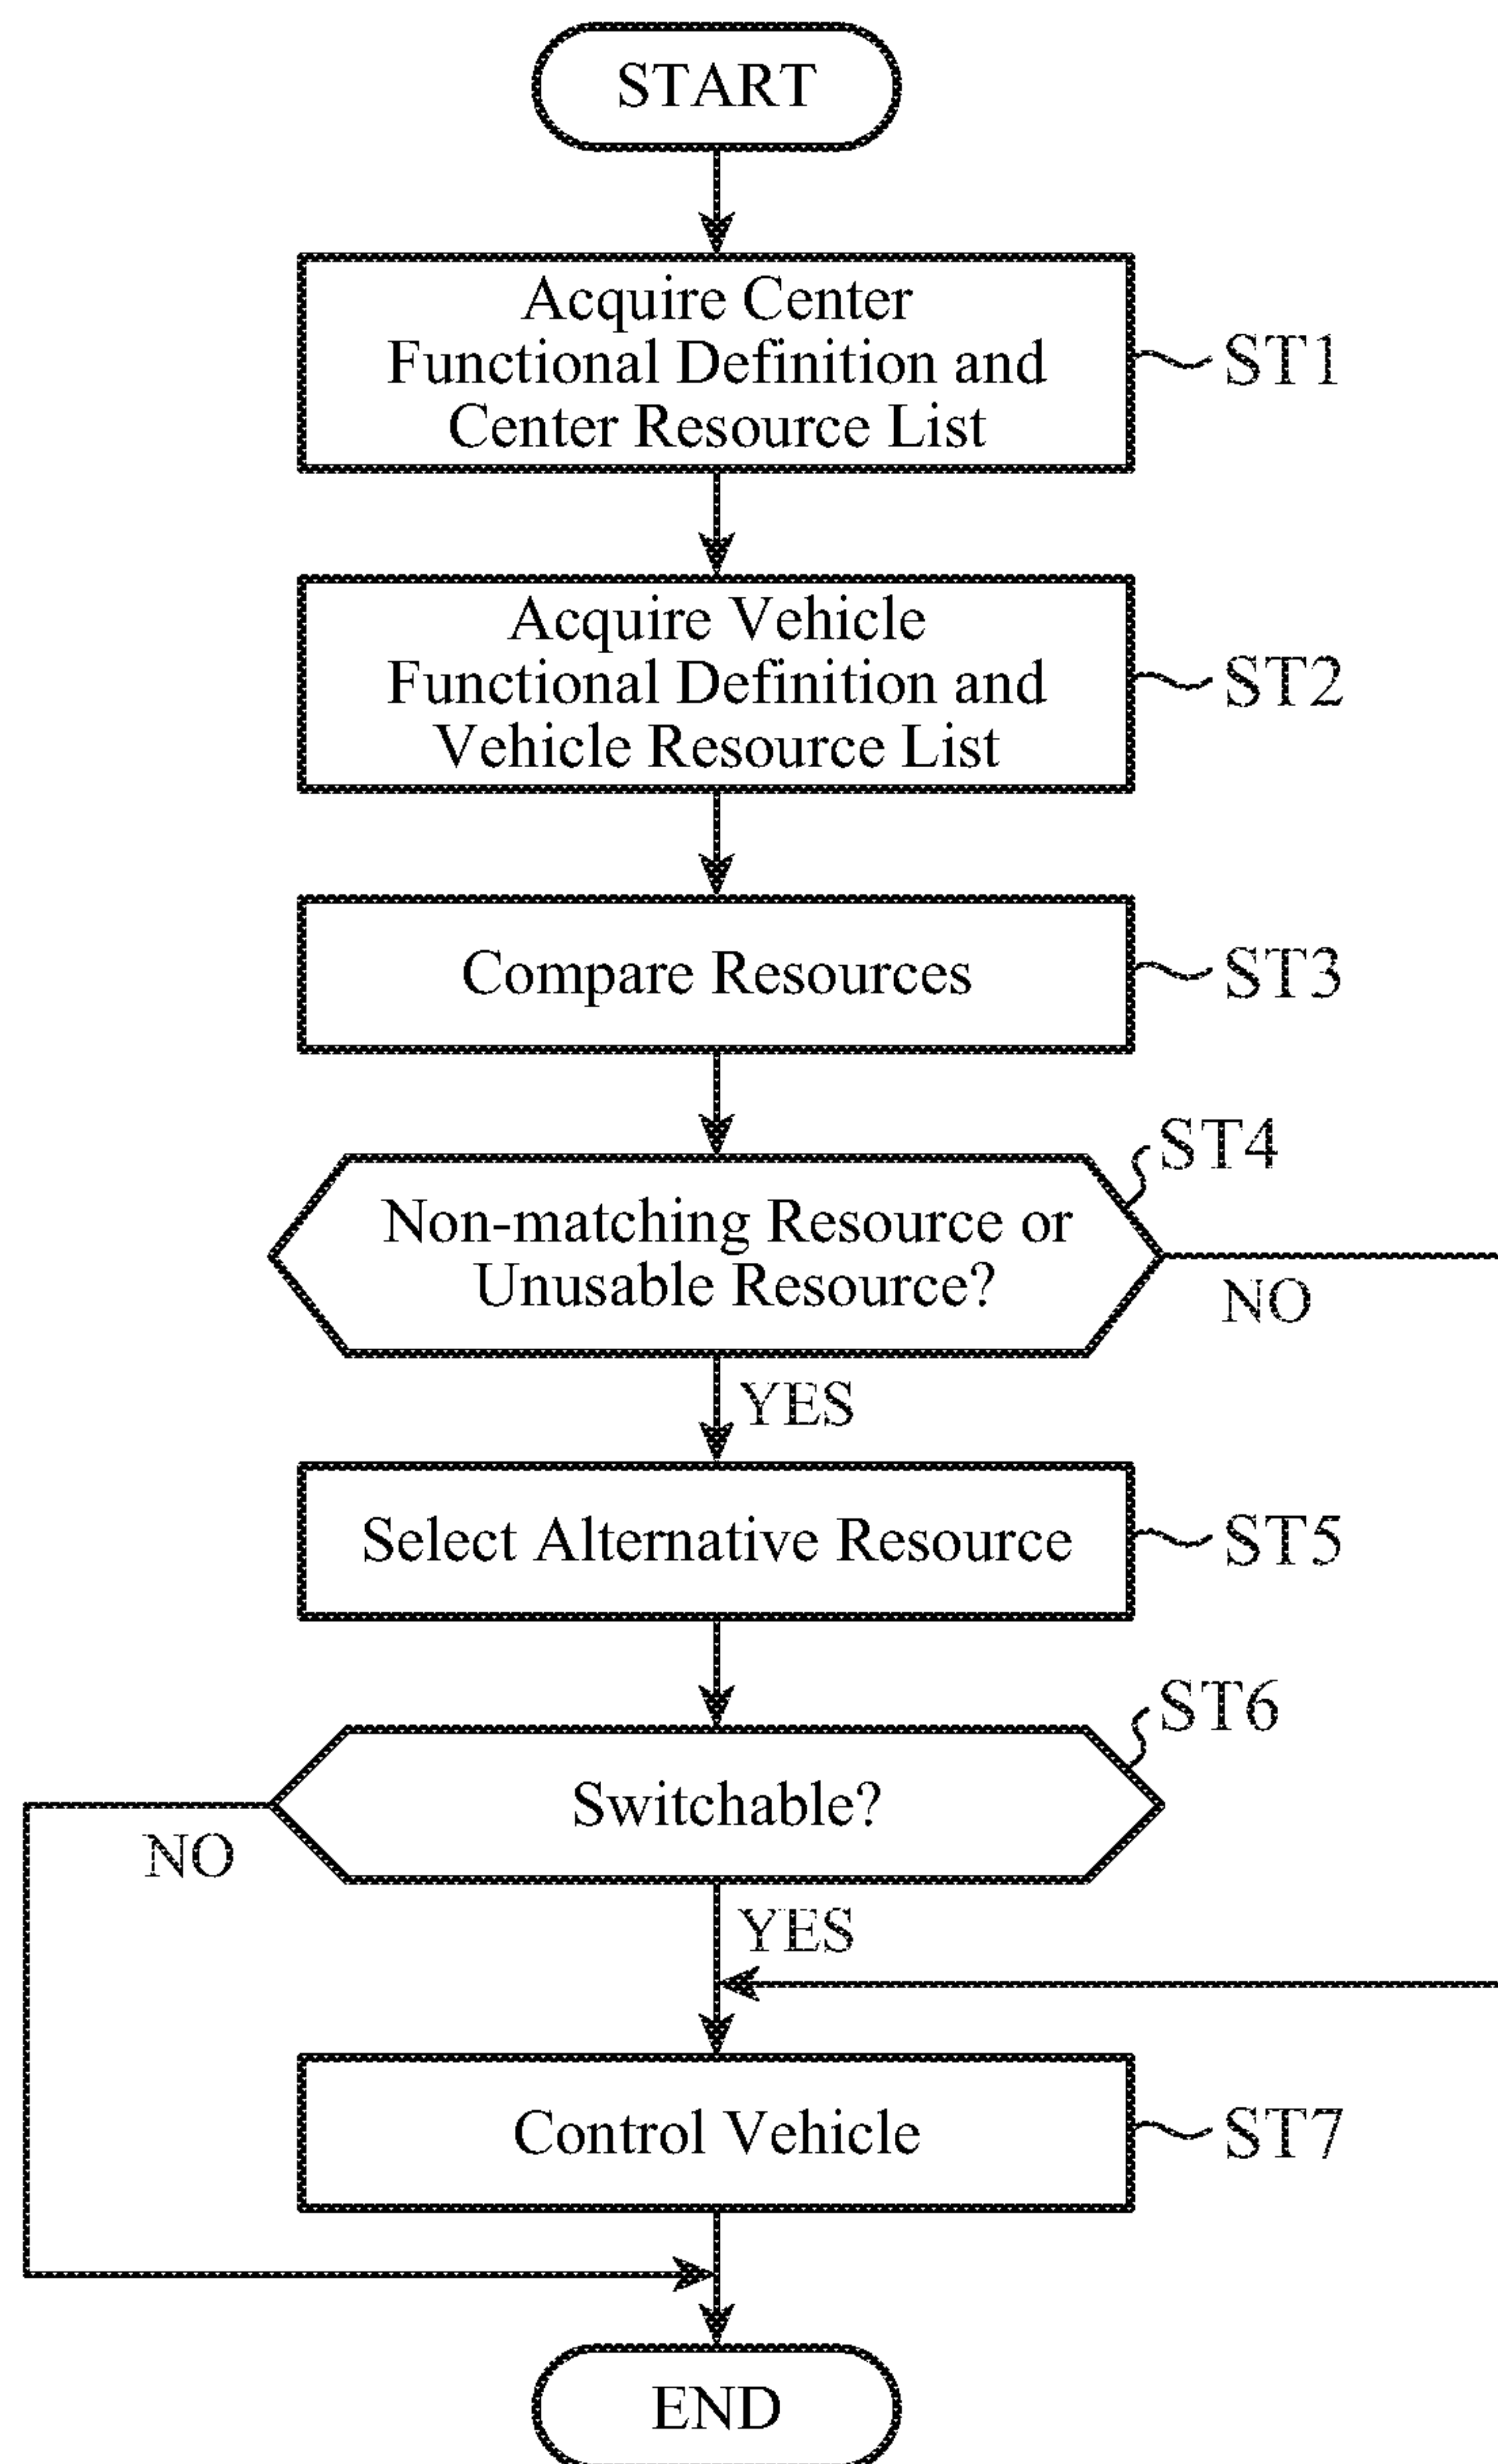 START
Acquire Center
Functional Definition and
Center Resource List
ST1
Acquire Vehicle
Functional Definition and
Vehicle Resource List
ST2
Compare Resources
ST3
ST4
Non-matching Resource or
Unusable Resource?
NO
YES
Select Alternative Resource
ST5
ST6
Switchable?
NO
YES
Control Vehicle
ST7
END